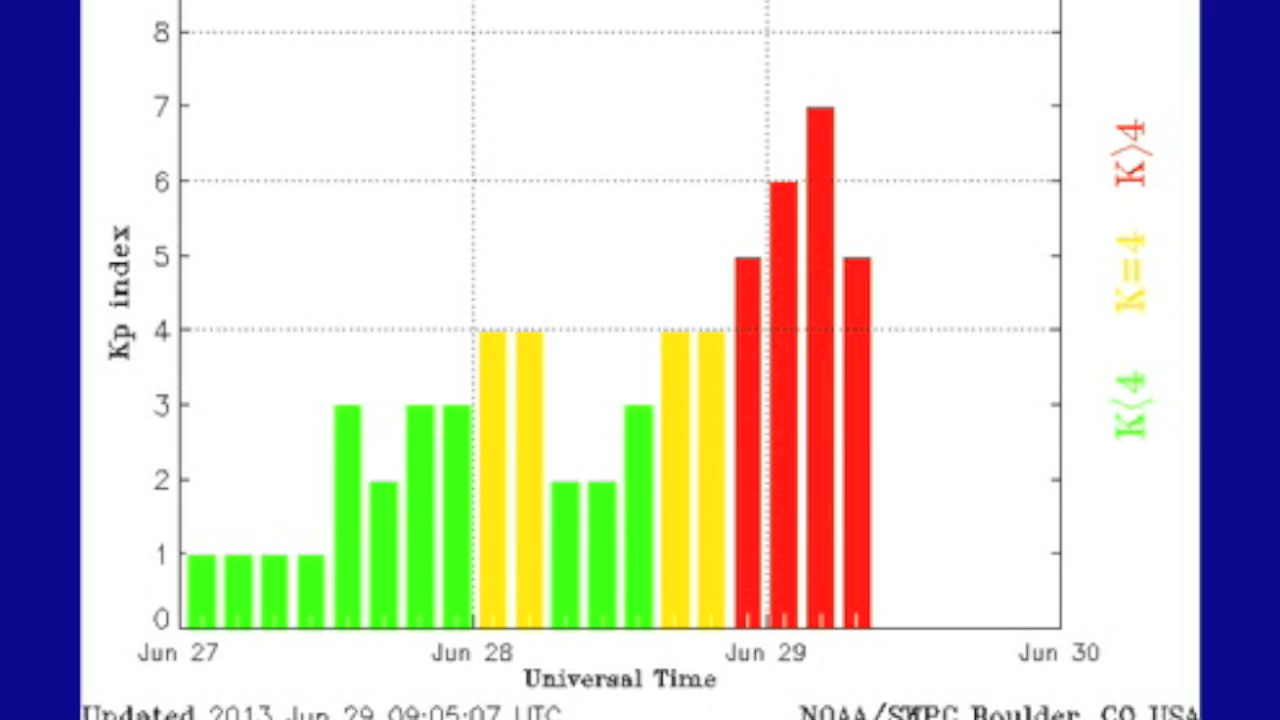 8
7
6
5
4
3
2
1
0
Kp index
Jun 27 Jun 28 Jun 29 Jun 30
Universal Time
K>4
K=4
K<4
Updated 2013 Jun 29 09:05:07 UTC
NOAA/SWPC Boulder, CO USA